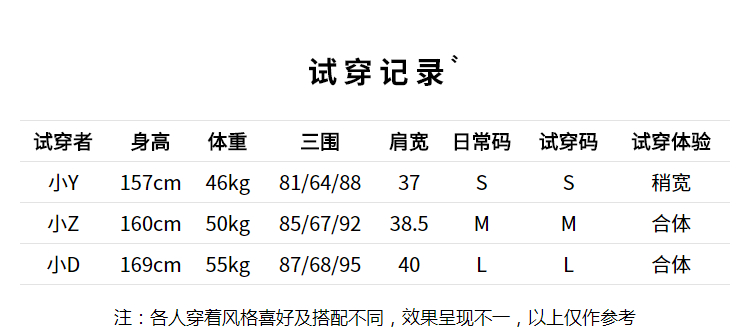 试穿记录
试穿者 身高 体重 三围 肩宽 日常码 试穿码 试穿体验
小Y 157cm 46kg 81/64/88 37 S S 稍宽
小Z 160cm 50kg 85/67/92 38.5 M M 合体
小D 169cm 55kg 87/68/95 40 L L 合体
注：各人穿着风格喜好及搭配不同，效果呈现不一，以上仅作参考